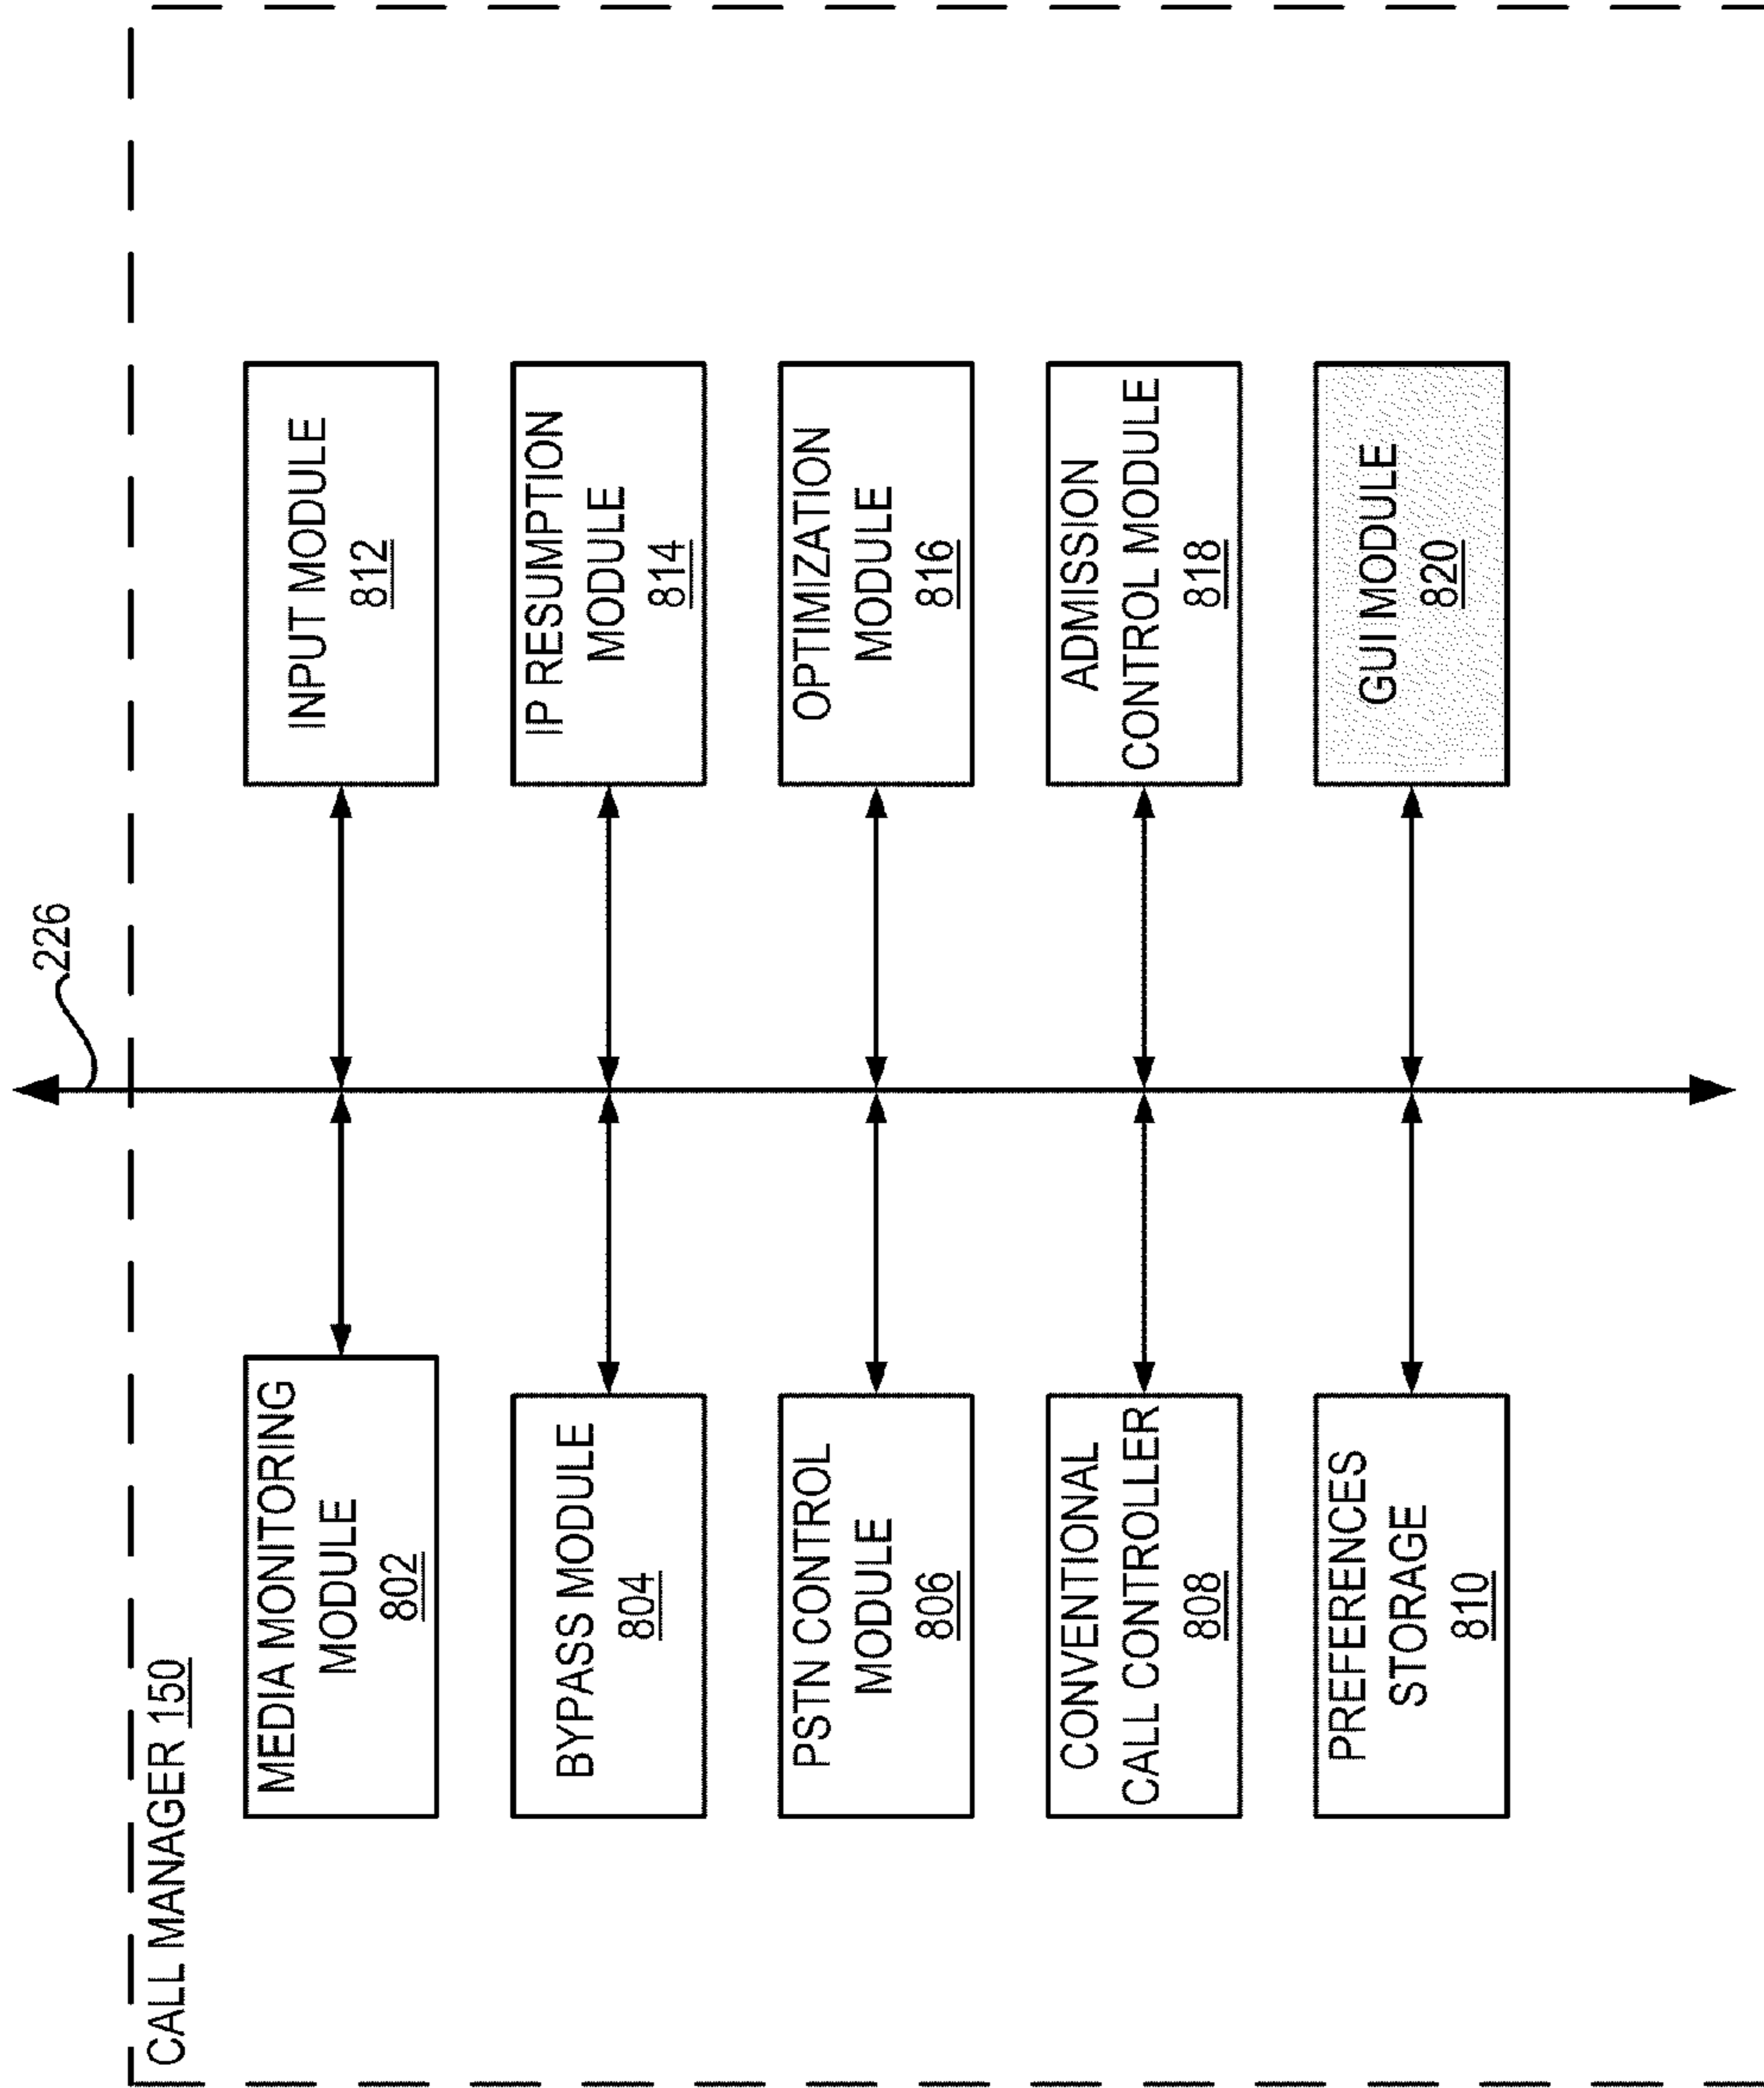 CALL MANAGER 150
226
MEDIA MONITORING
MODULE
802
BYPASS MODULE
804
PSTN CONTROL
MODULE
806
CONVENTIONAL
CALL CONTROLLER
808
PREFERENCES
STORAGE
810
INPUT MODULE
812
IP RESUMPTION
MODULE
814
OPTIMIZATION
MODULE
816
ADMISSION
CONTROL MODULE
818
GUI MODULE
820